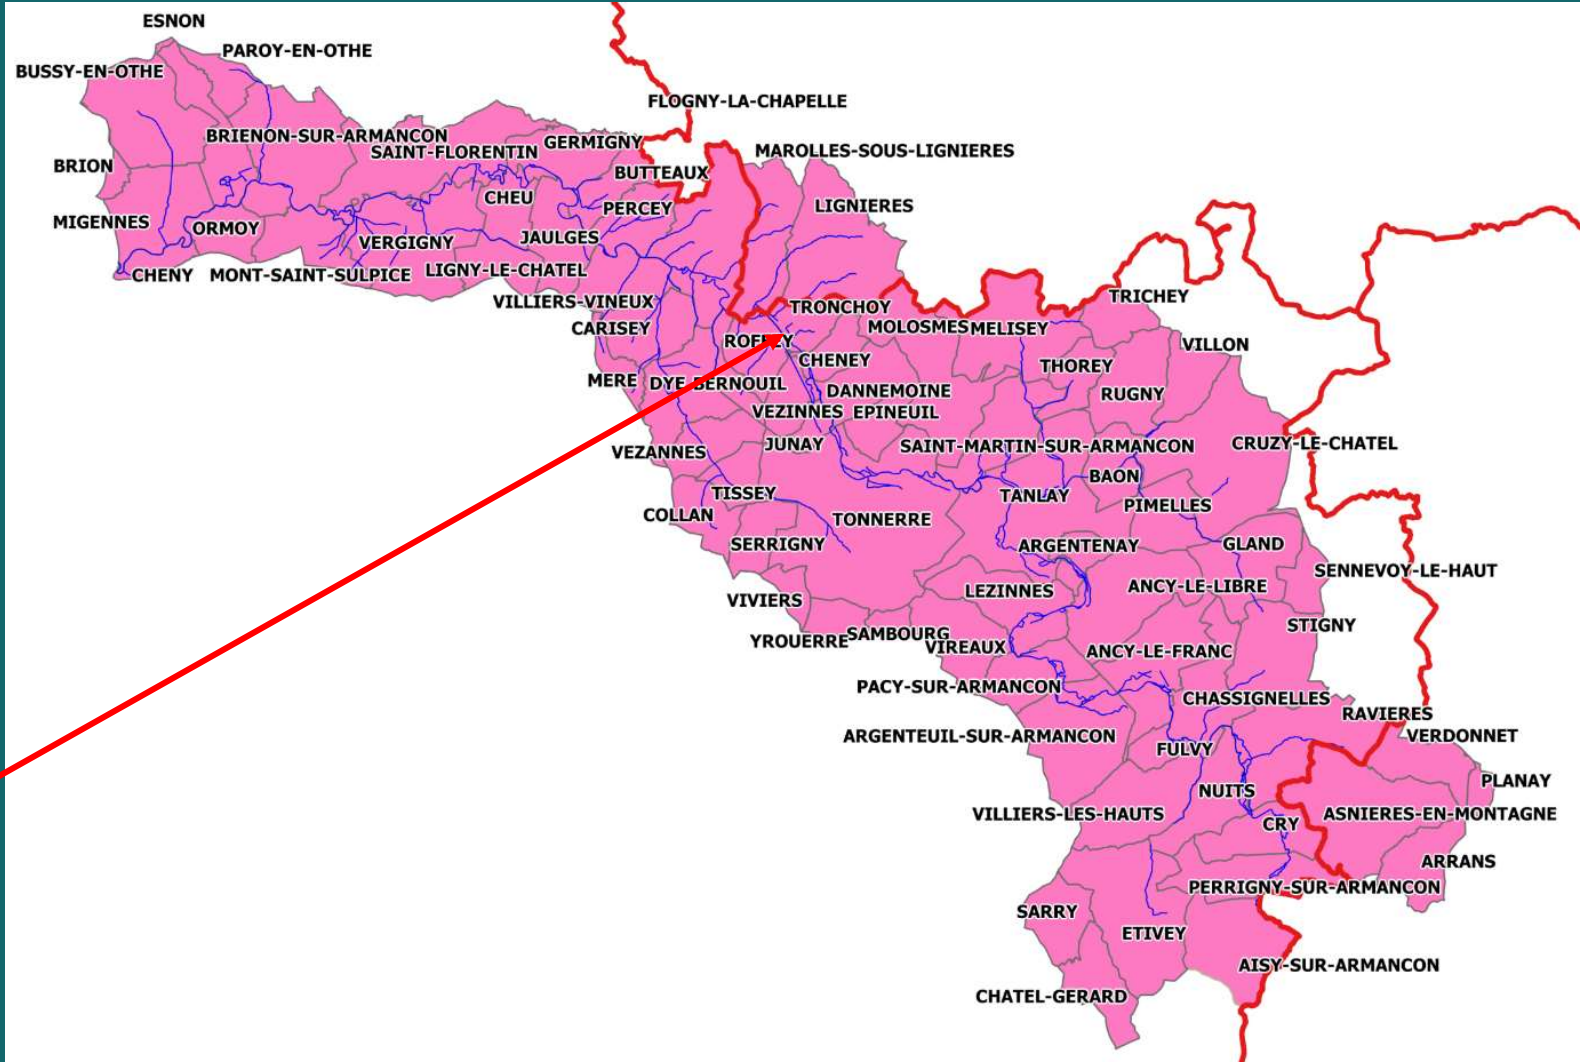 ESNON
PAROY-EN-OTHE
BUSSY-EN-OTHE
FLOGNY-LA-CHAPELLE
BRIENON-SUR-ARMANCON
GERMIGNY
SAINT-FLORENTIN
MAROLLES-SOUS-LIGNIERES
BRION
BUTTEAUX
CHEU
PERCEY
LIGNIERES
MIGENNES
ORMOY
JAULGES
VERGIGNY
CHENY
MONT-SAINT-SULPICE
LIGNY-LE-CHATEL
VILLIERS-VINEUX
TRICHEY
TRONCHOY
CARISEY
MOLOSMES
MELISEY
ROFFEY
VILLON
CHENEY
THOREY
MERE
DYE
BERNOUIL
DANNEMOINE
RUGNY
VEZINNES
EPINEUIL
JUNAY
SAINT-MARTIN-SUR-ARMANCON
CRUZY-LE-CHATEL
VEZANNES
BAON
TISSEY
TANLAY
PIMELLES
COLLAN
TONNERRE
SERRIGNY
ARGENTENAY
GLAND
SENNEVOY-LE-HAUT
LEZINNES
ANCY-LE-LIBRE
VIVIERS
STIGNY
YROUERRE
SAMBOURG
VIREAUX
ANCY-LE-FRANC
PACY-SUR-ARMANCON
CHASSIGNELLES
RAVIERES
ARGENTEUIL-SUR-ARMANCON
VERDONNET
FULVY
PLANAY
NUITS
VILLIERS-LES-HAUTS
ASNIERES-EN-MONTAGNE
CRY
ARRANS
PERRIGNY-SUR-ARMANCON
SARRY
ETIVEY
AISY-SUR-ARMANCON
CHATEL-GERARD